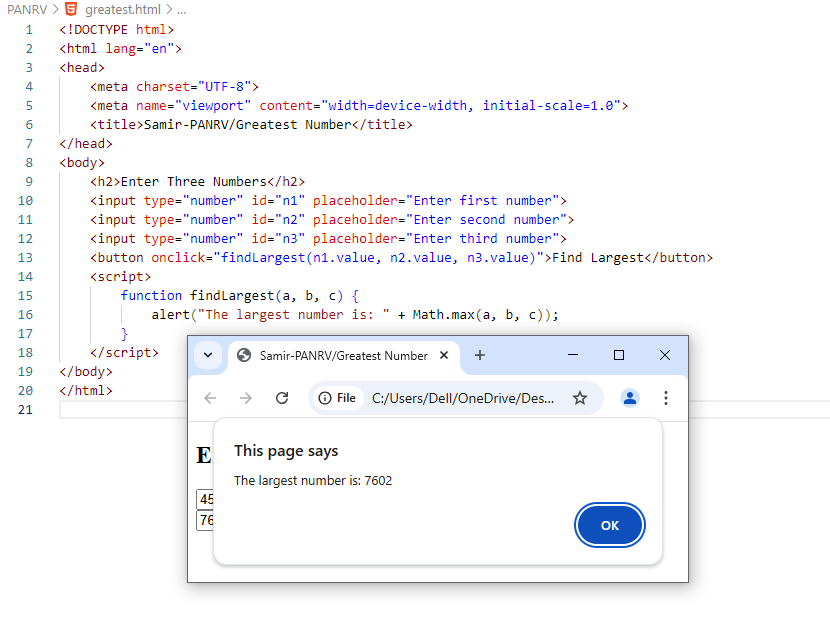 PANRV > greatest.html > ...
1 <!DOCTYPE html>
2 <html lang="en">
3 <head>
4 <meta charset="UTF-8">
5 <meta name="viewport" content="width=device-width, initial-scale=1.0">
6 <title>Samir-PANRV/Greatest Number</title>
7 </head>
8 <body>
9 <h2>Enter Three Numbers</h2>
10 <input type="number" id="n1" placeholder="Enter first number">
11 <input type="number" id="n2" placeholder="Enter second number">
12 <input type="number" id="n3" placeholder="Enter third number">
13 <button onclick="findLargest(n1.value, n2.value, n3.value)">Find Largest</button>
14 <script>
15 function findLargest(a, b, c) {
16 alert("The largest number is: " + Math.max(a, b, c));
17 }
18 </script>
19 </body>
20 </html>
21
Samir-PANRV/Greatest Number
File C:/Users/Dell/OneDrive/Des...
This page says
The largest number is: 7602
OK
E
45
76